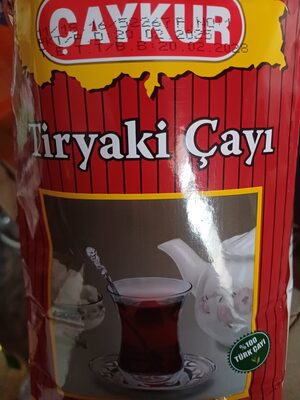 ÇAYKUR
Tiryaki Çayı
%100
TÜRK ÇAYI